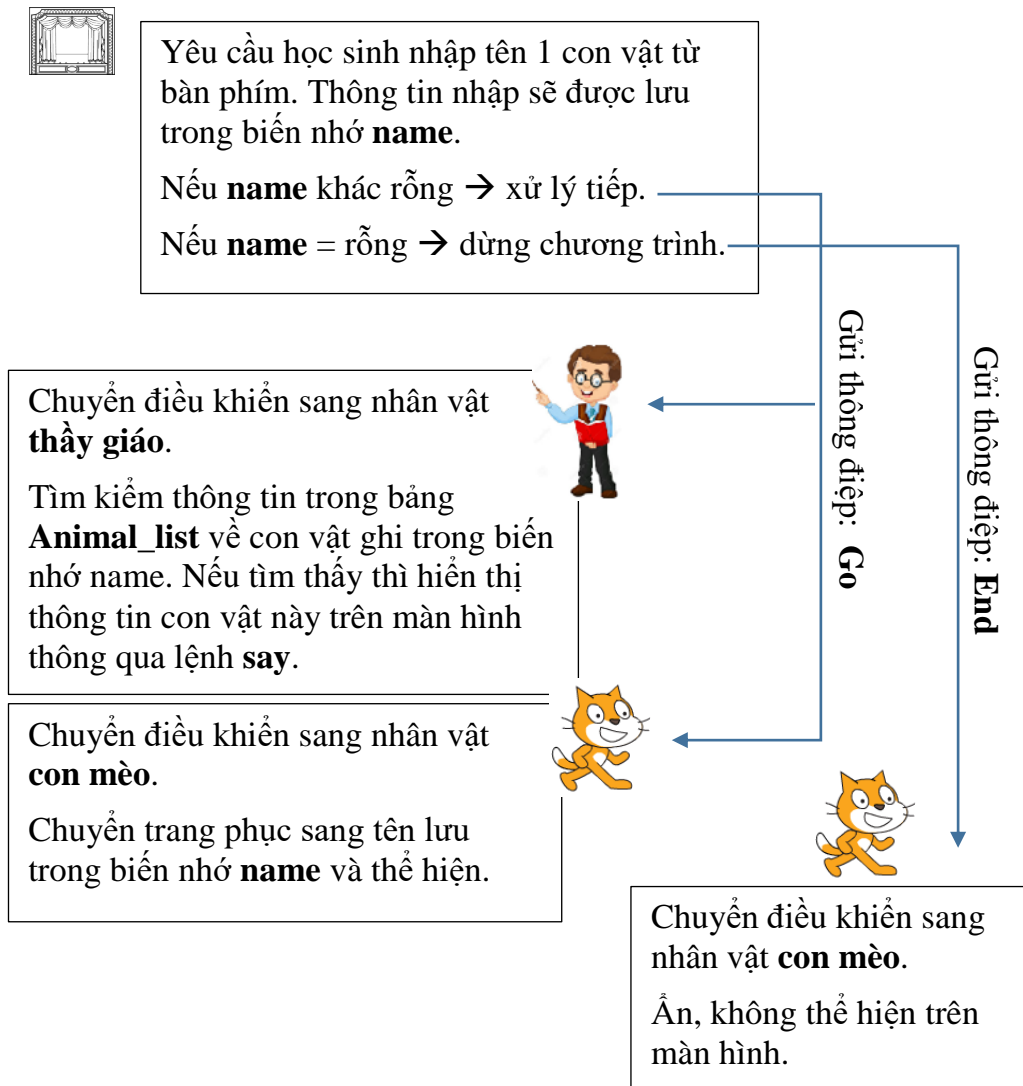 Yêu cầu học sinh nhập tên 1 con vật từ
bàn phím. Thông tin nhập sẽ được lưu
trong biến nhớ name.
Nếu name khác rỗng → xử lý tiếp.
Nếu name = rỗng → dừng chương trình.
Gửi thông điệp: Go
Gửi thông điệp: End
Chuyển điều khiển sang nhân vật
thầy giáo.
Tìm kiếm thông tin trong bảng
Animal_list về con vật ghi trong biến
nhớ name. Nếu tìm thấy thì hiển thị
thông tin con vật này trên màn hình
thông qua lệnh say.
Chuyển điều khiển sang nhân vật
con mèo.
Chuyển trang phục sang tên lưu
trong biến nhớ name và thể hiện.
Chuyển điều khiển sang
nhân vật con mèo.
Ẩn, không thể hiện trên
màn hình.